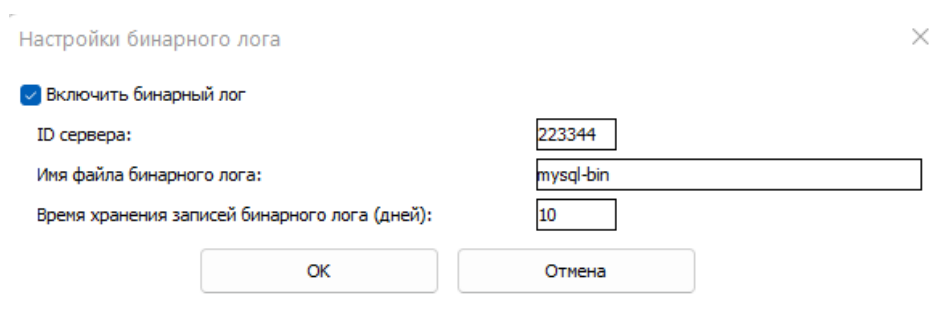 Настройки бинарного лога
Включить бинарный лог
ID сервера: 223344
Имя файла бинарного лога: mysql-bin
Время хранения записей бинарного лога (дней): 10
OK Отмена